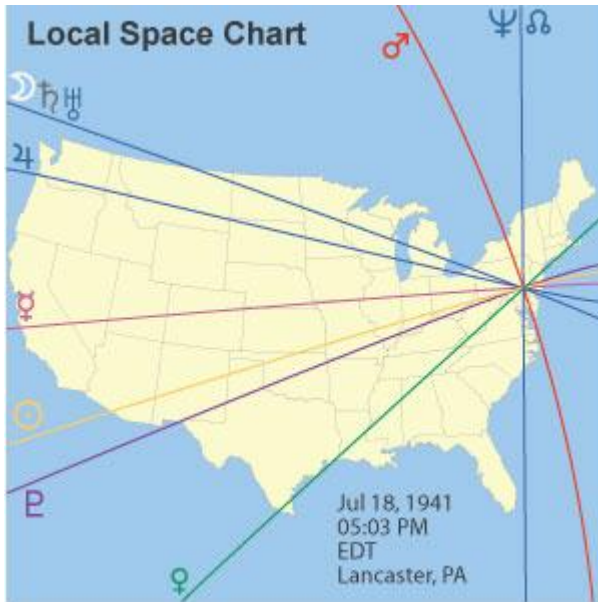 Local Space Chart
♂
♆ ☊
☽ ♄ ♅
♃
☿
☉
♇
♀
Jul 18, 1941
05:03 PM
EDT
Lancaster, PA